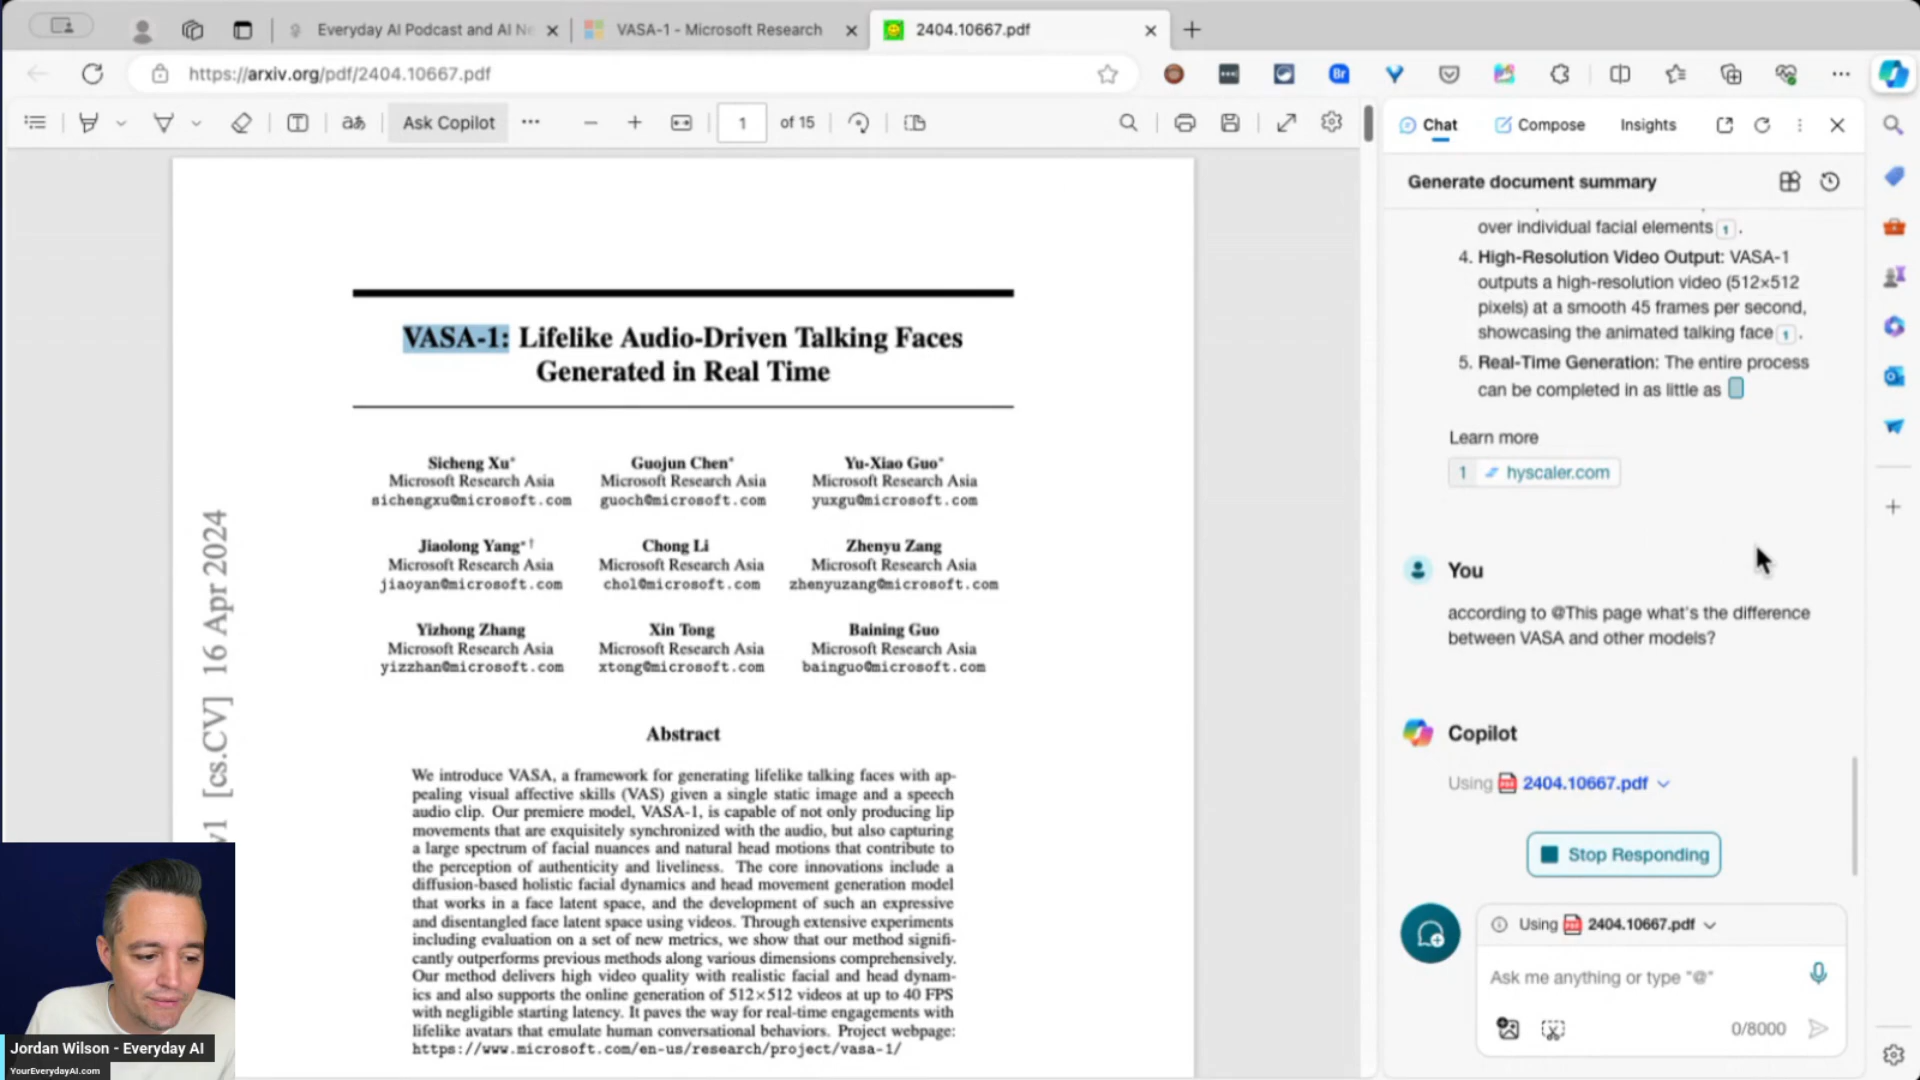 Everyday AI Podcast and AI Ne
VASA-1 - Microsoft Research
2404.10667.pdf
https://arxiv.org/pdf/2404.10667.pdf
Ask Copilot
1 of 15
Chat
Compose
Insights
Generate document summary
VASA-1: Lifelike Audio-Driven Talking Faces
Generated in Real Time
Sicheng Xu*
Guojun Chen*
Yu-Xiao Guo*
Microsoft Research Asia
Microsoft Research Asia
Microsoft Research Asia
sichengxu@microsoft.com
guoch@microsoft.com
yuxgu@microsoft.com
Jiaolong Yang*†
Chong Li
Zhenyu Zang
Microsoft Research Asia
Microsoft Research Asia
Microsoft Research Asia
jiaoyan@microsoft.com
chol@microsoft.com
zhenyuzang@microsoft.com
Yizhong Zhang
Xin Tong
Baining Guo
Microsoft Research Asia
Microsoft Research Asia
Microsoft Research Asia
yizzhan@microsoft.com
xtong@microsoft.com
bainguo@microsoft.com
Abstract
We introduce VASA, a framework for generating lifelike talking faces with ap-
pealing visual affective skills (VAS) given a single static image and a speech
audio clip. Our premiere model, VASA-1, is capable of not only producing lip
movements that are exquisitely synchronized with the audio, but also capturing
a large spectrum of facial nuances and natural head motions that contribute to
the perception of authenticity and liveliness. The core innovations include a
diffusion-based holistic facial dynamics and head movement generation model
that works in a face latent space, and the development of such an expressive
and disentangled face latent space using videos. Through extensive experiments
including evaluation on a set of new metrics, we show that our method signifi-
cantly outperforms previous methods along various dimensions comprehensively.
Our method delivers high video quality with realistic facial and head dynam-
ics and also supports the online generation of 512×512 videos at up to 40 FPS
with negligible starting latency. It paves the way for real-time engagements with
lifelike avatars that emulate human conversational behaviors. Project webpage:
https://www.microsoft.com/en-us/research/project/vasa-1/
v1 [cs.CV] 16 Apr 2024
over individual facial elements 1 .
4. High-Resolution Video Output: VASA-1
outputs a high-resolution video (512×512
pixels) at a smooth 45 frames per second,
showcasing the animated talking face 1 .
5. Real-Time Generation: The entire process
can be completed in as little as
Learn more
1 hyscaler.com
You
according to @This page what's the difference
between VASA and other models?
Copilot
Using 2404.10667.pdf
Stop Responding
Using 2404.10667.pdf
Ask me anything or type "@"
0/8000
Jordan Wilson - Everyday AI
YourEverydayAI.com